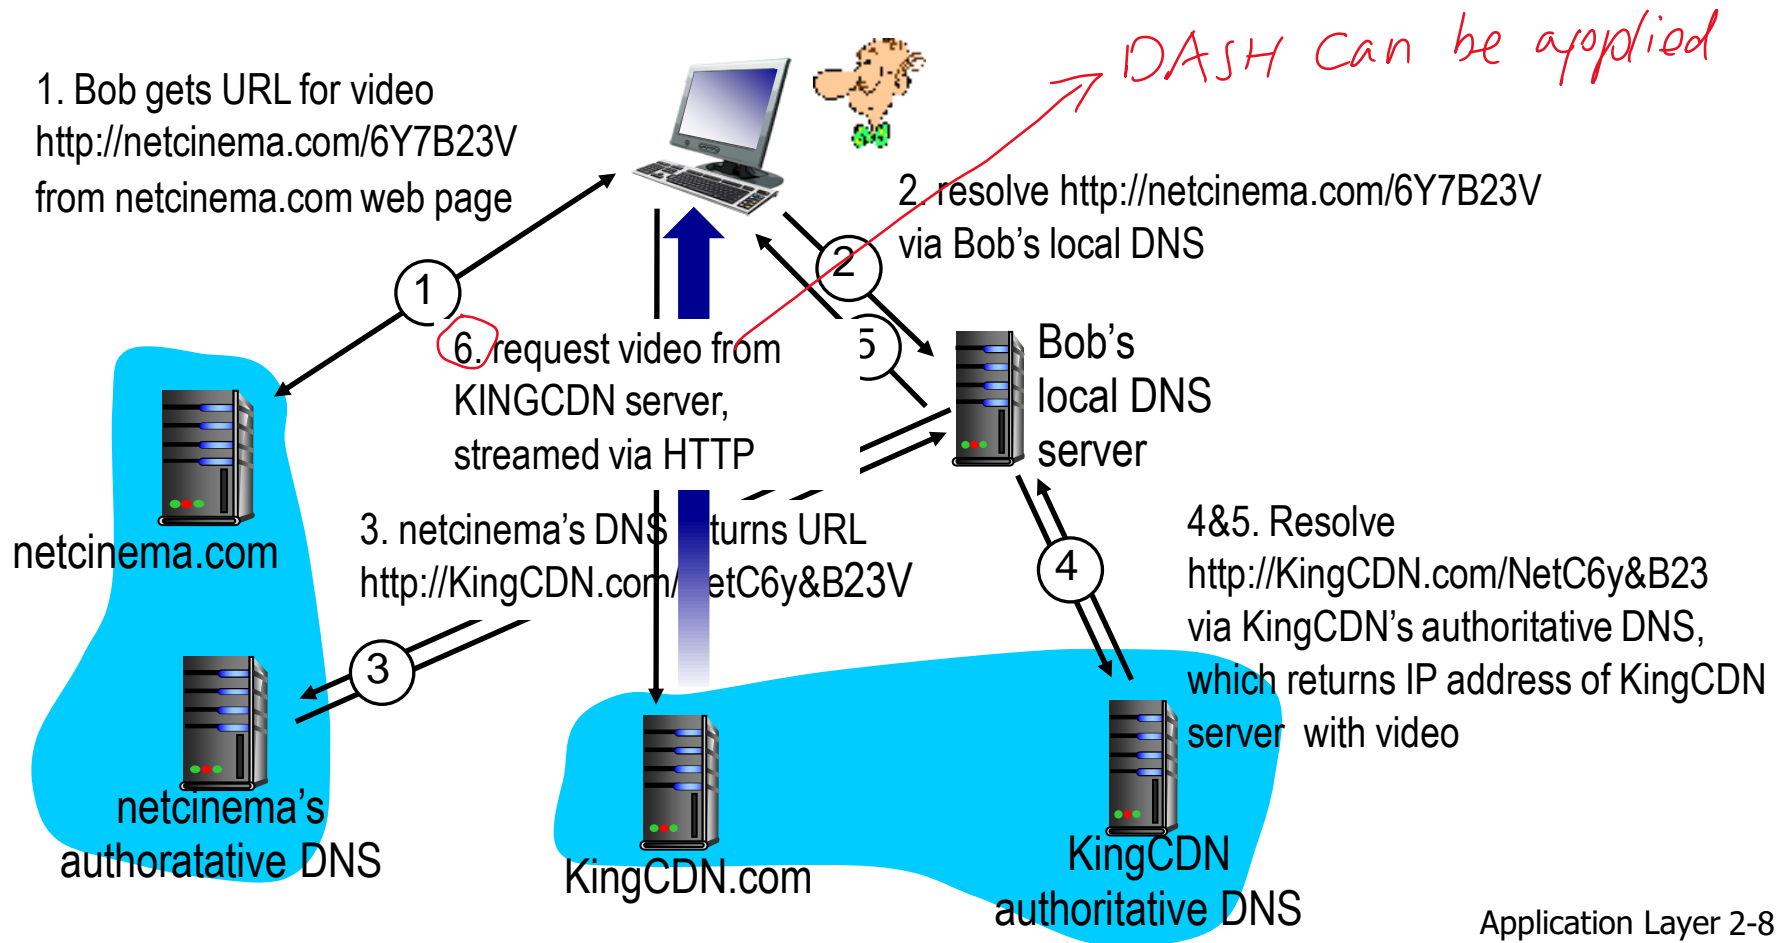 DASH can be applied
1. Bob gets URL for video
http://netcinema.com/6Y7B23V
from netcinema.com web page
2. resolve http://netcinema.com/6Y7B23V
via Bob's local DNS
1
2
6. request video from
KINGCDN server,
streamed via HTTP
5
Bob's
local DNS
server
netcinema.com
3. netcinema's DNS turns URL
http://KingCDN.com/ etC6y&B23V
4
4&5. Resolve
http://KingCDN.com/NetC6y&B23
via KingCDN's authoritative DNS,
which returns IP address of KingCDN
server with video
3
netcinema's
authoratative DNS
KingCDN.com
KingCDN
authoritative DNS
Application Layer 2-8